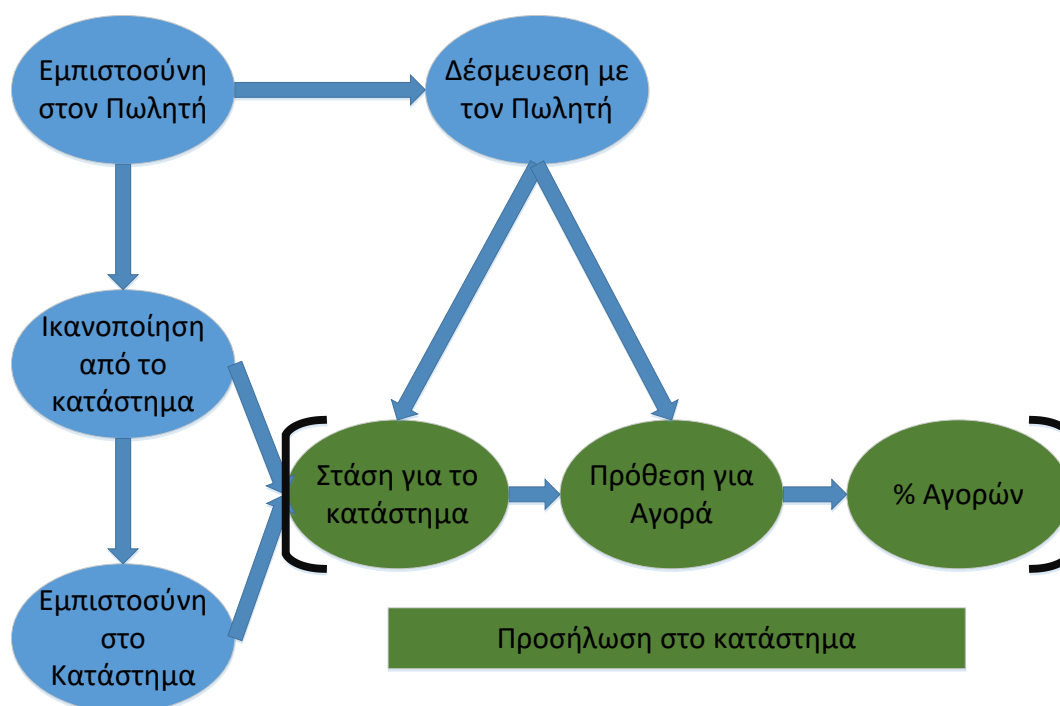 Εμπιστοσύνη
στον Πωλητή
Δέσμευεση με
τον Πωλητή
Ικανοποίηση
από το
κατάστημα
Στάση για το
κατάστημα
Πρόθεση για
Αγορά
% Αγορών
Εμπιστοσύνη
στο
Κατάστημα
Προσήλωση στο κατάστημα